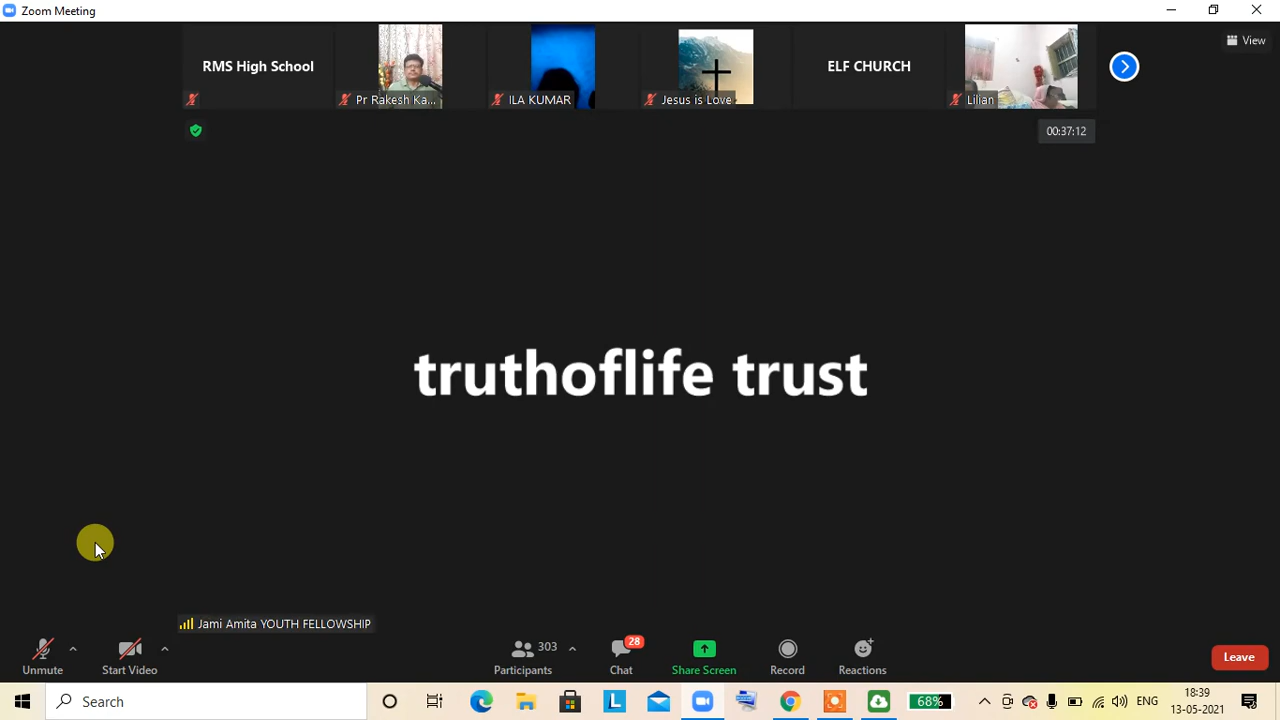 Zoom Meeting
View
RMS High School
Pr Rakesh Ka...
ILA KUMAR
Jesus is Love
ELF CHURCH
Lilian
00:37:12
truthoflife trust
Jami Amita YOUTH FELLOWSHIP
Unmute
Start Video
303
Participants
28
Chat
Share Screen
Record
Reactions
Leave
Search
L
68%
ENG
18:39
13-05-2021